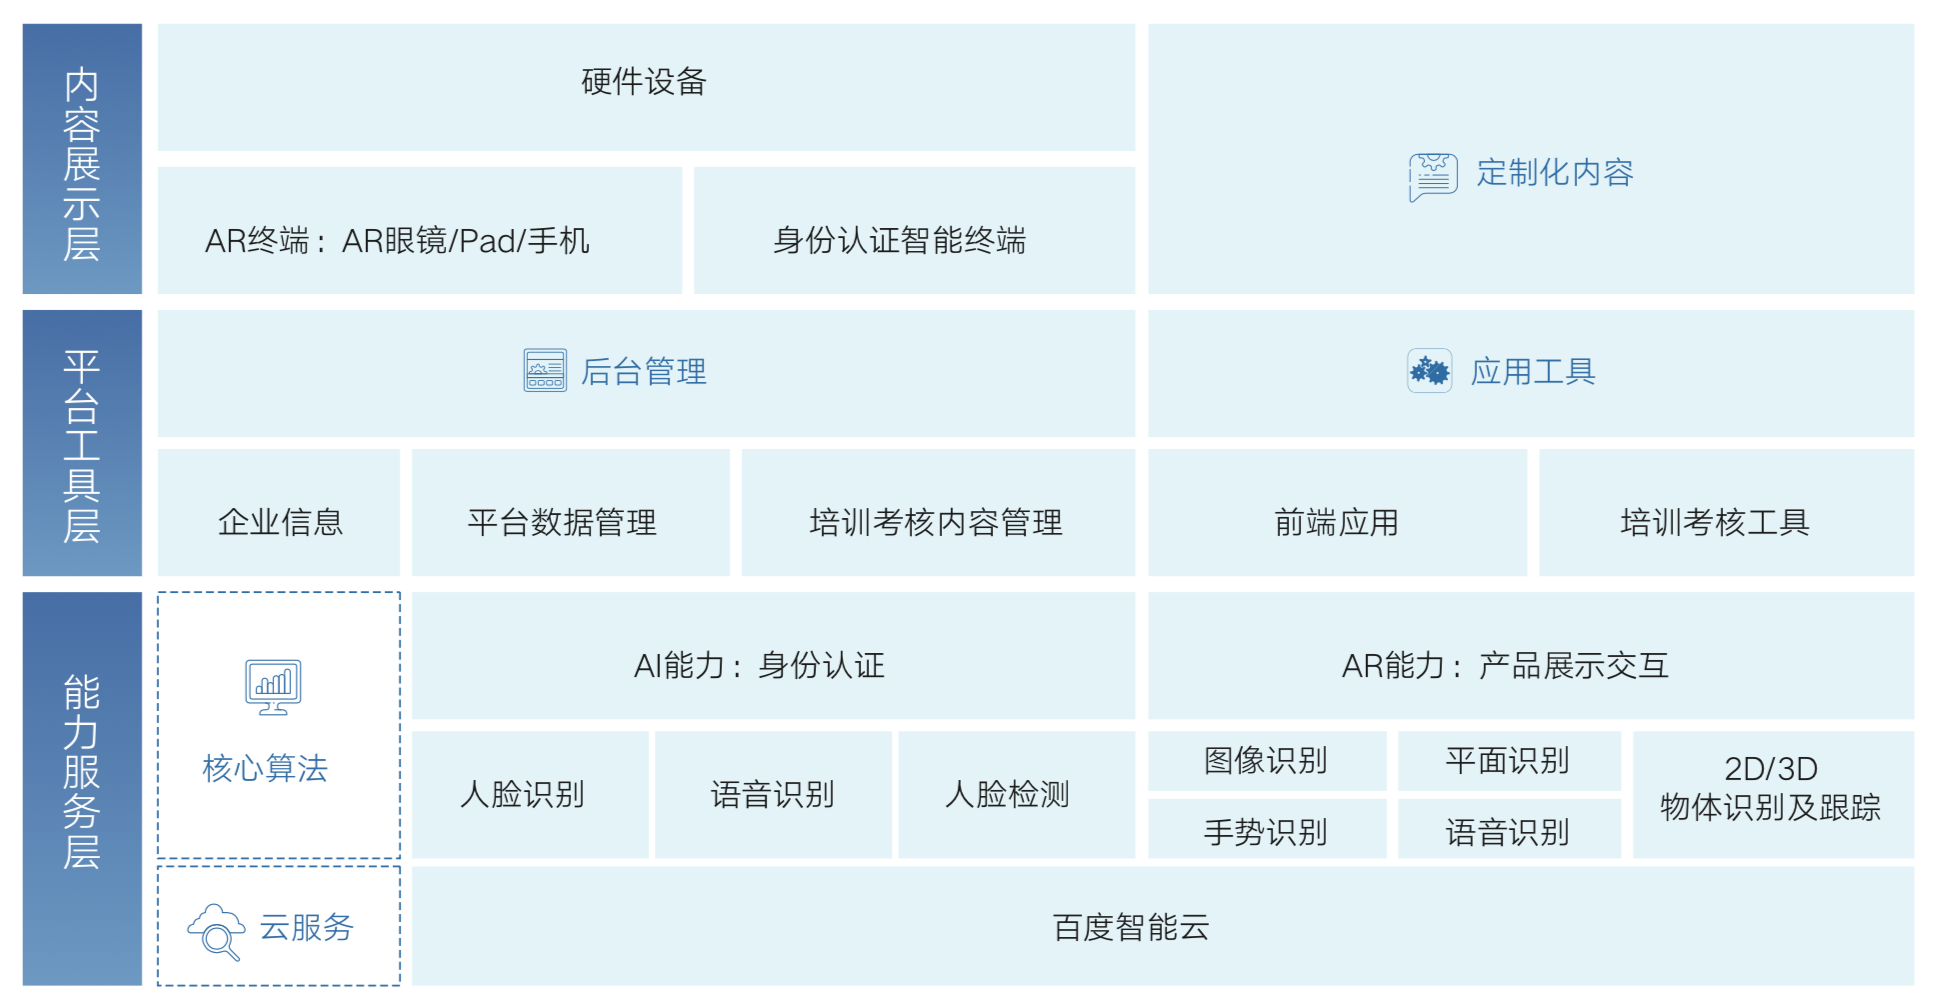 内容展示层
硬件设备
定制化内容
AR终端：AR眼镜/Pad/手机
身份认证智能终端
平台工具层
后台管理
应用工具
企业信息
平台数据管理
培训考核内容管理
前端应用
培训考核工具
能力服务层
核心算法
AI能力：身份认证
AR能力：产品展示交互
人脸识别
语音识别
人脸检测
图像识别
平面识别
手势识别
语音识别
2D/3D
物体识别及跟踪
云服务
百度智能云